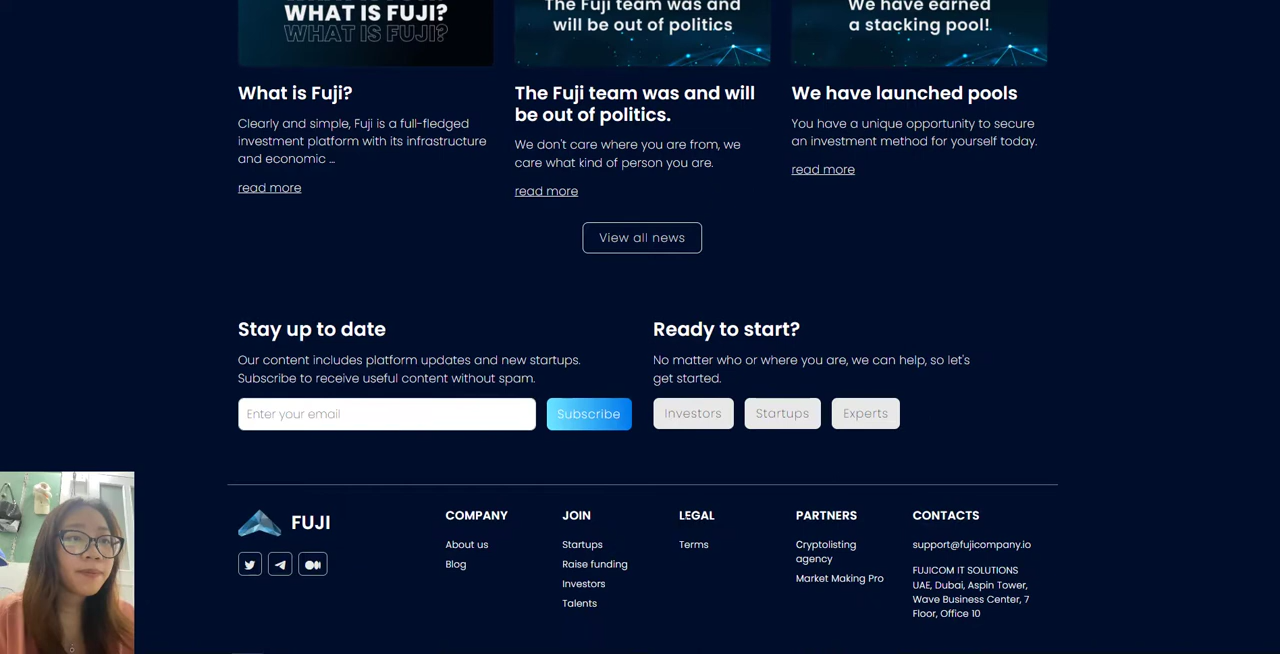 WHAT IS FUJI?
WHAT IS FUJI?
The Fuji team was and
will be out of politics
We have earned
a stacking pool!
What is Fuji?
Clearly and simple, Fuji is a full-fledged
investment platform with its infrastructure
and economic ...
read more
The Fuji team was and will
be out of politics.
We don't care where you are from, we
care what kind of person you are.
read more
We have launched pools
You have a unique opportunity to secure
an investment method for yourself today.
read more
View all news
Stay up to date
Our content includes platform updates and new startups.
Subscribe to receive useful content without spam.
Enter your email
Subscribe
Ready to start?
No matter who or where you are, we can help, so let's
get started.
Investors
Startups
Experts
FUJI
COMPANY
About us
Blog
JOIN
Startups
Raise funding
Investors
Talents
LEGAL
Terms
PARTNERS
Cryptolisting
agency
Market Making Pro
CONTACTS
support@fujicompany.io
FUJICOM IT SOLUTIONS
UAE, Dubai, Aspin Tower,
Wave Business Center, 7
Floor, Office 10